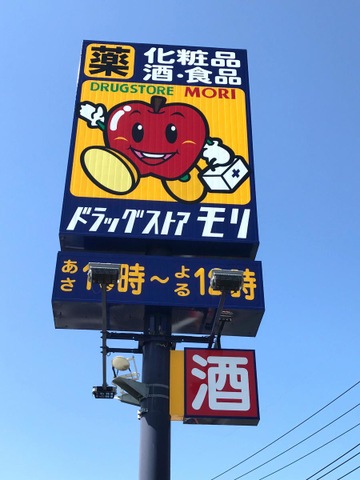 薬 化粧品
酒・食品
DRUGSTORE MORI
ドラッグストア モリ
あさ 時～よる 時
酒